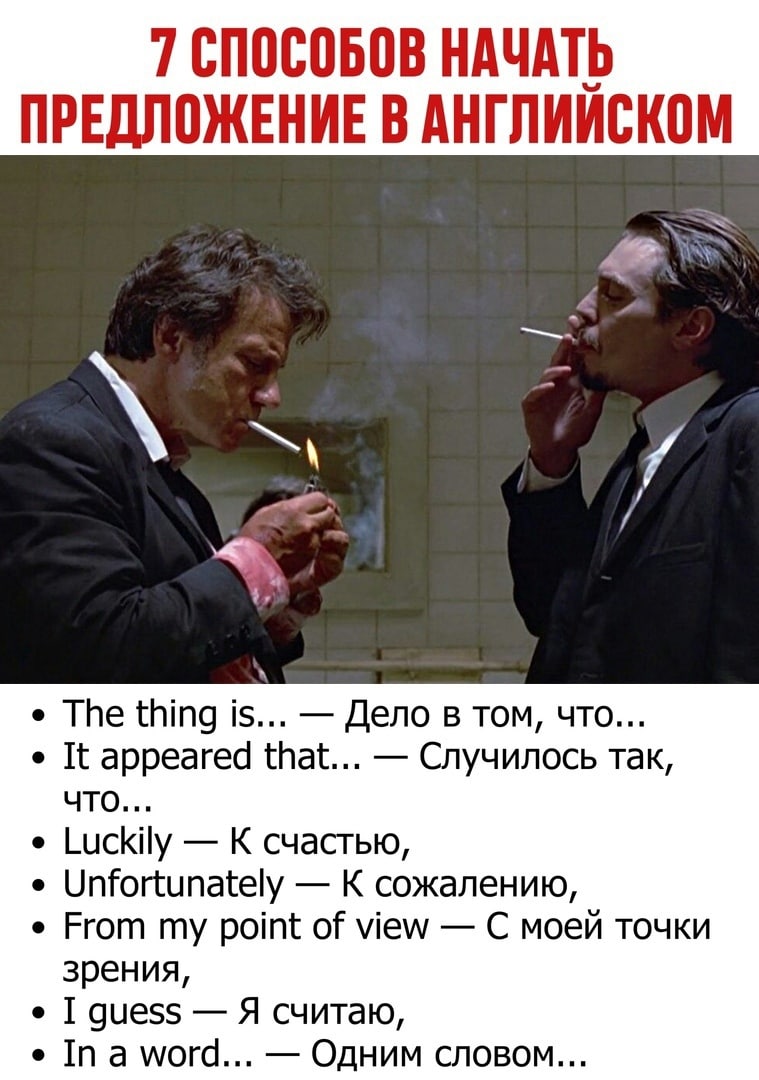 7 СПОСОБОВ НАЧАТЬ
ПРЕДЛОЖЕНИЕ В АНГЛИЙСКОМ
• The thing is... — Дело в том, что...
• It appeared that... — Случилось так,
что...
• Luckily — К счастью,
• Unfortunately — К сожалению,
• From my point of view — С моей точки
зрения,
• I guess — Я считаю,
• In a word... — Одним словом...